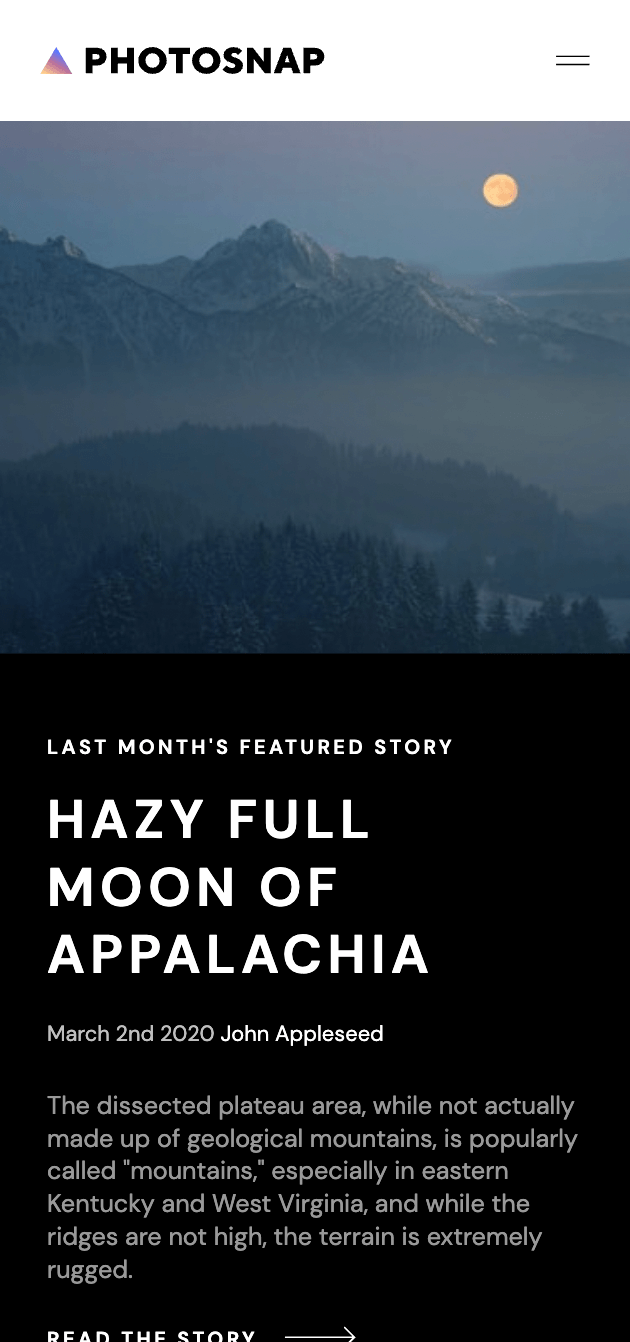 PHOTOSNAP
LAST MONTH'S FEATURED STORY
HAZY FULL
MOON OF
APPALACHIA
March 2nd 2020 John Appleseed
The dissected plateau area, while not actually
made up of geological mountains, is popularly
called "mountains," especially in eastern
Kentucky and West Virginia, and while the
ridges are not high, the terrain is extremely
rugged.
READ THE STORY